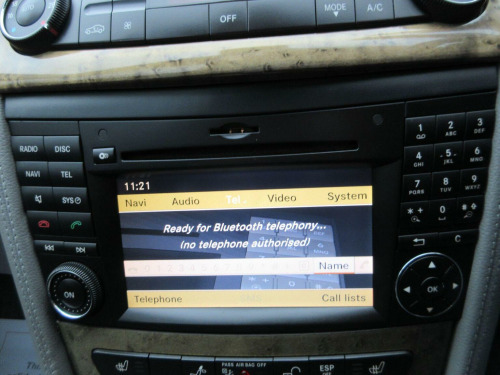 OFF
MODE
A/C
RADIO DISC
NAVI TEL
SYS
ON
11:21
Navi Audio Tel. Video System
Ready for Bluetooth telephony...
(no telephone authorised)
Name
Telephone Call lists
1 2 ABC 3 DEF
4 GHI 5 JKL 6 MNO
7 PQRS 8 TUV 9 WXYZ
* 0 #
C
OK
PASS AIR BAG OFF
ESP
OFF